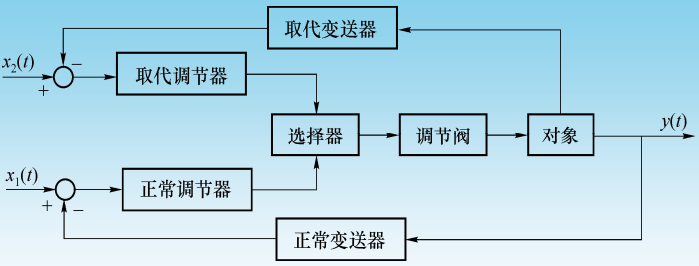 取代变送器
x2(t)
−
+
取代调节器
选择器
调节阀
对象
y(t)
x1(t)
+
−
正常调节器
正常变送器